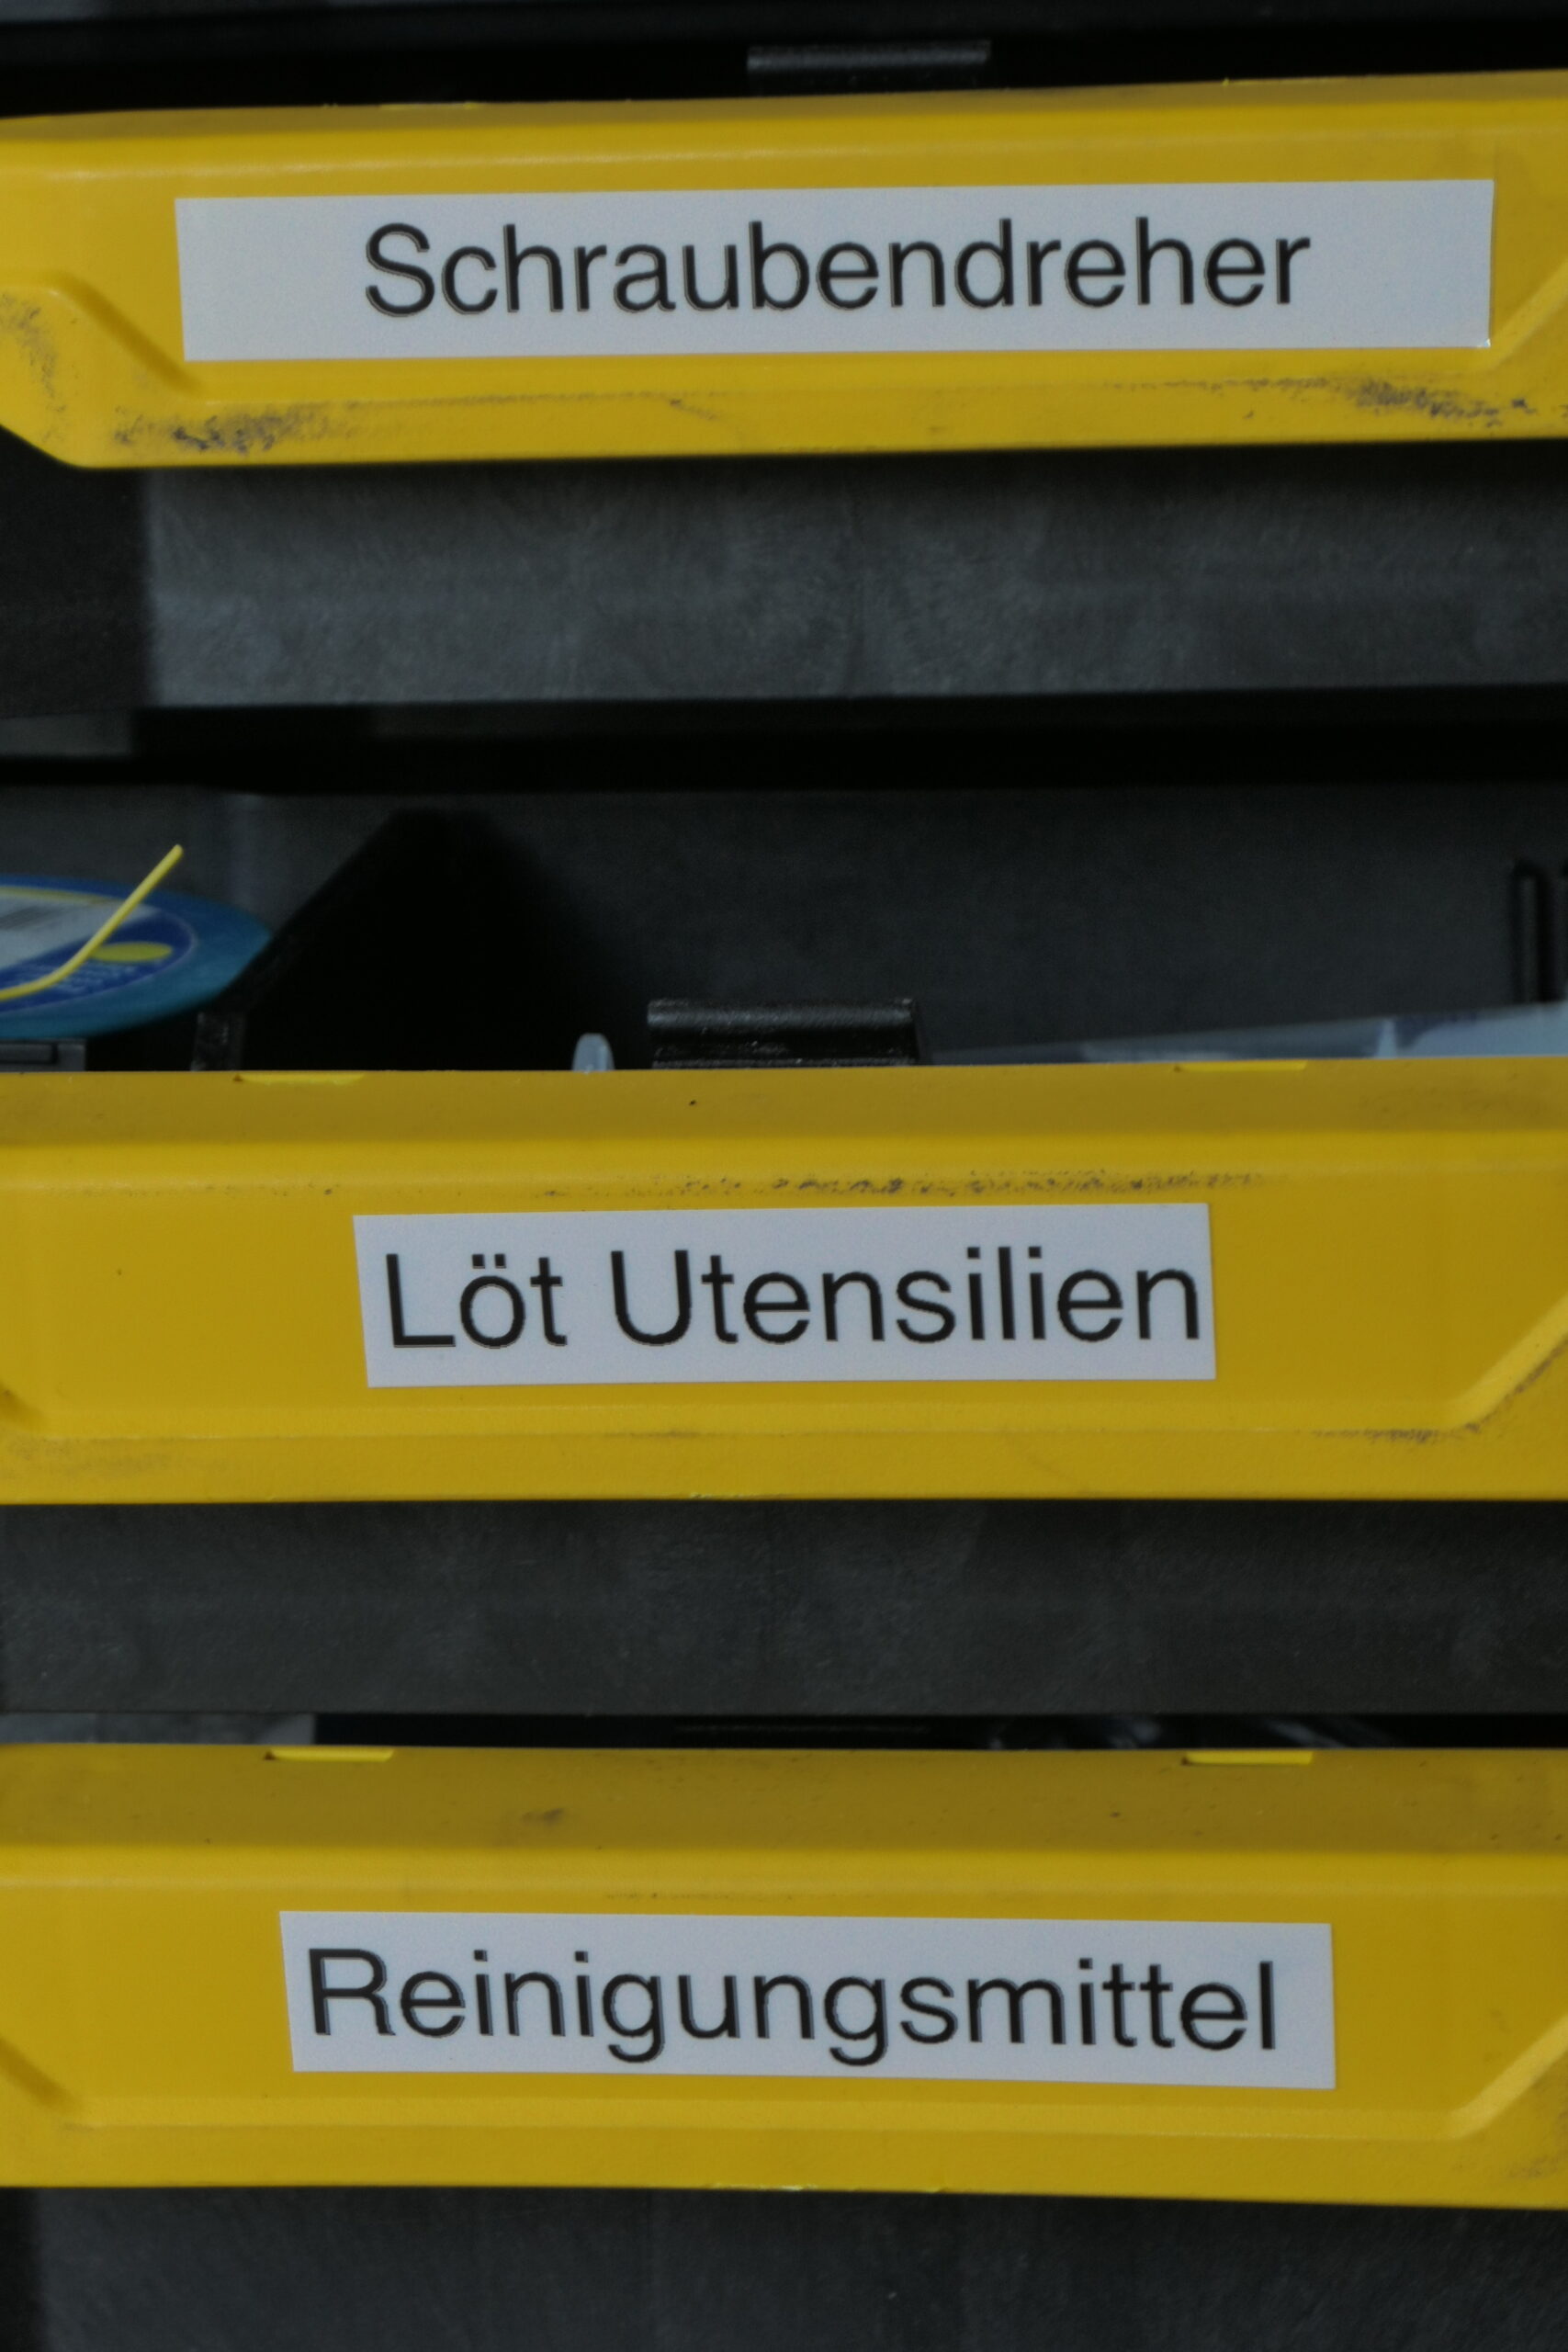 Schraubendreher
Löt Utensilien
Reinigungsmittel